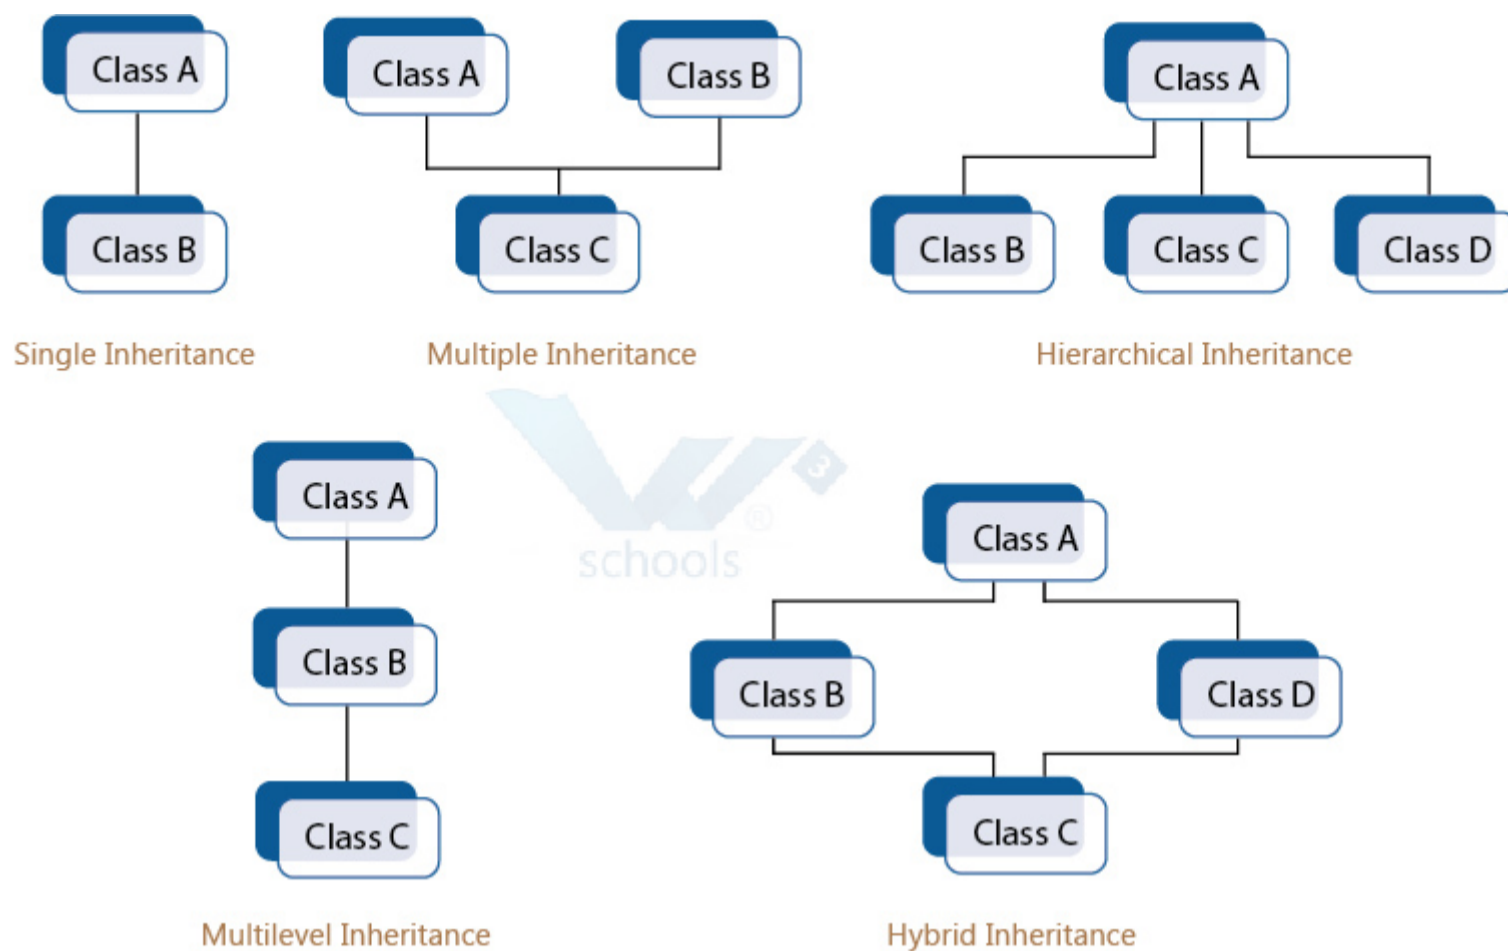 Class A
Class B
Single Inheritance
Class A
Class B
Class C
Multiple Inheritance
Class A
Class B
Class C
Class D
Hierarchical Inheritance
W3
®
schools
Class A
Class B
Class C
Multilevel Inheritance
Class A
Class B
Class D
Class C
Hybrid Inheritance